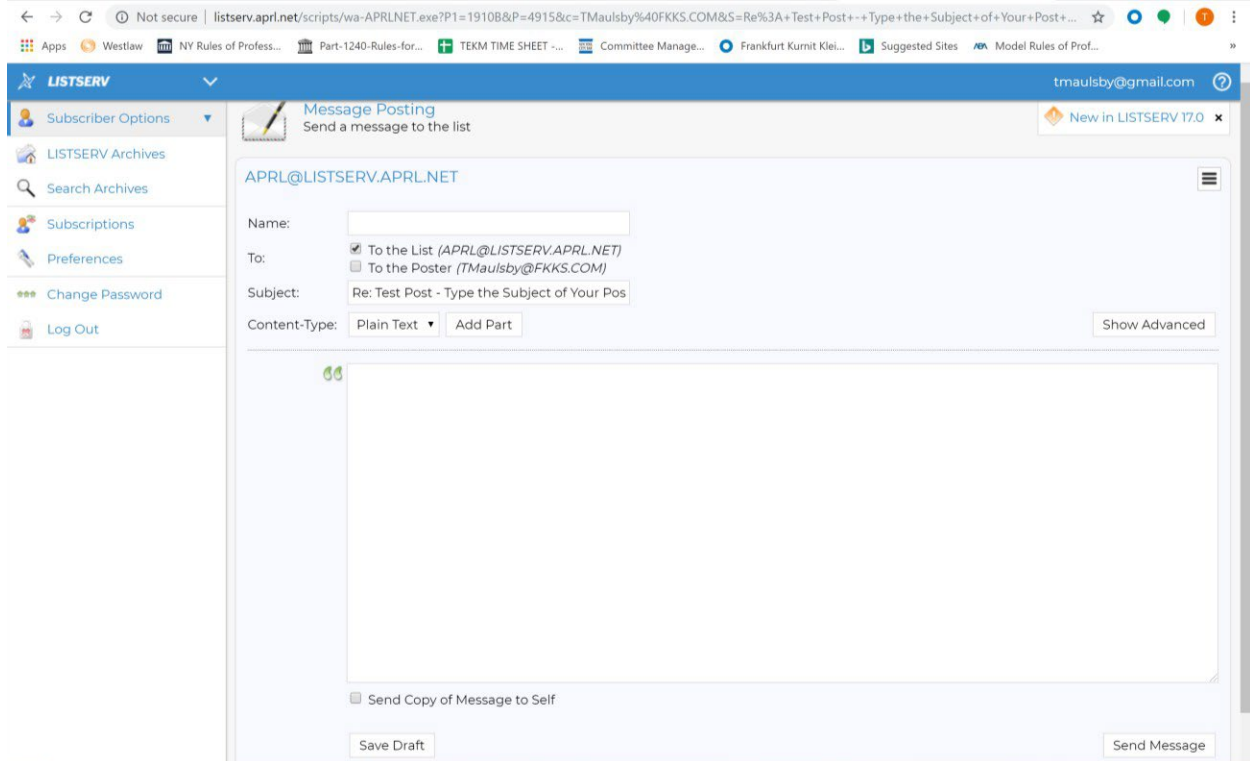 Not secure | listserv.aprl.net/scripts/wa-APRLNET.exe?P1=1910B&P=4915&c=TMaulsby%40FKKS.COM&S=Re%3A+Test+Post+-+Type+the+Subject+of+Your+Post+...
T
Apps Westlaw NY Rules of Profess... Part-1240-Rules-for... TEKM TIME SHEET -... Committee Manage... Frankfurt Kurnit Klei... Suggested Sites Model Rules of Prof... »
LISTSERV tmaulsby@gmail.com ?
Subscriber Options
LISTSERV Archives
Search Archives
Subscriptions
Preferences
Change Password
Log Out
Message Posting
Send a message to the list
New in LISTSERV 17.0 ×
APRL@LISTSERV.APRL.NET
Name:
To: To the List (APRL@LISTSERV.APRL.NET)
To the Poster (TMaulsby@FKKS.COM)
Subject: Re: Test Post - Type the Subject of Your Pos
Content-Type: Plain Text Add Part Show Advanced
Send Copy of Message to Self
Save Draft Send Message